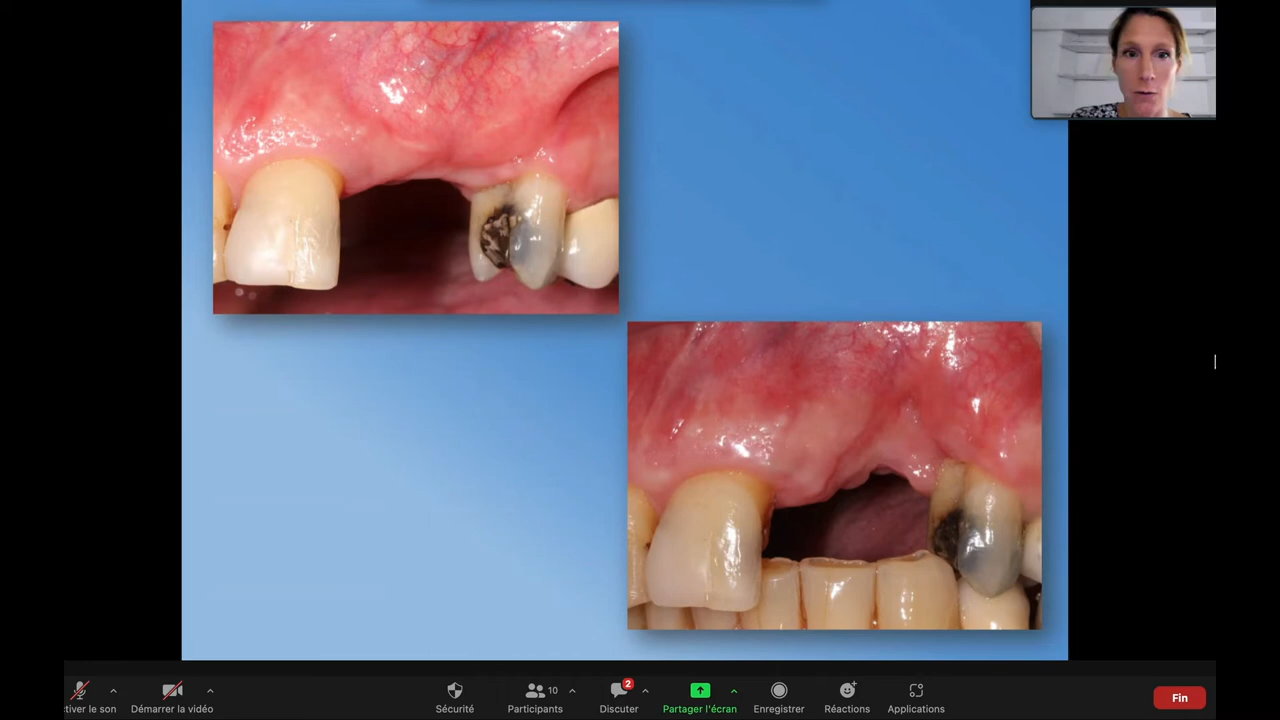 tiver le son
Démarrer la vidéo
Sécurité
Participants
10
Discuter
2
Partager l'écran
Enregistrer
Réactions
Applications
Fin